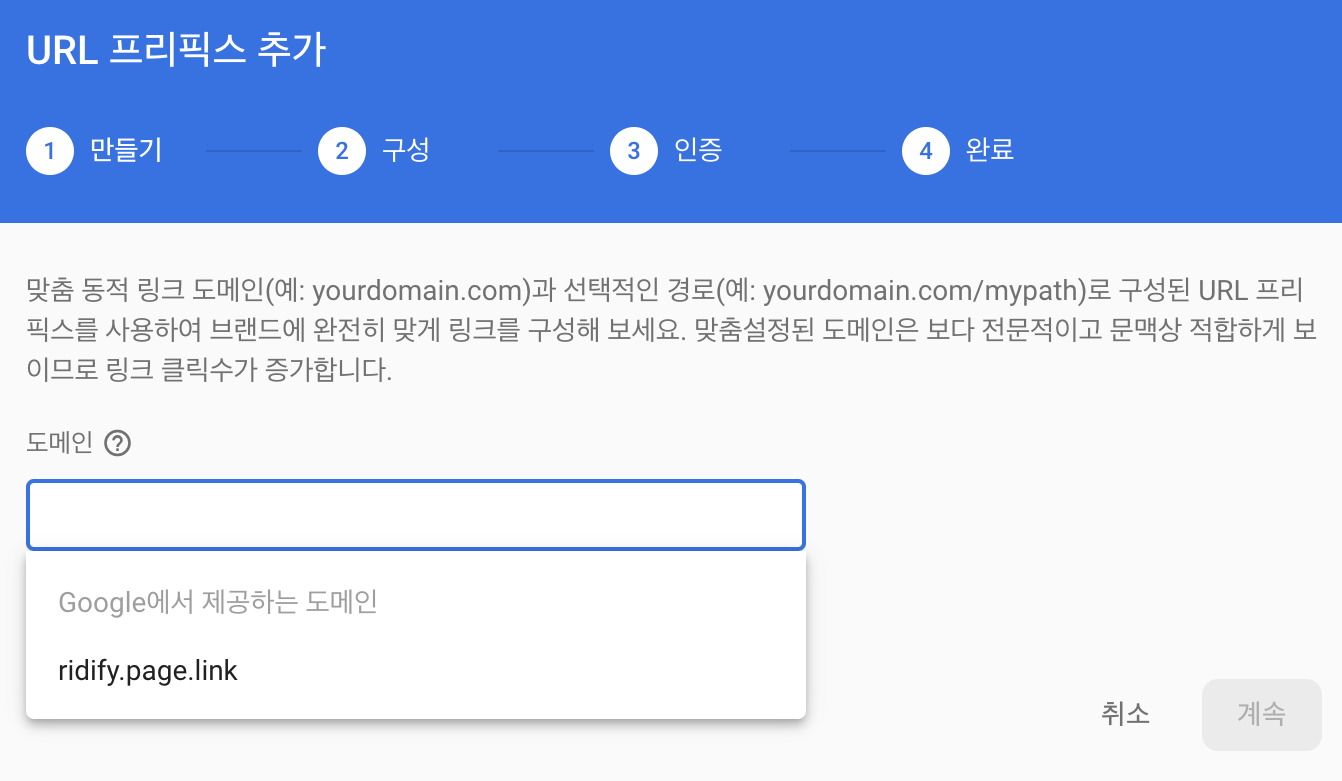 URL 프리픽스 추가
1 만들기 2 구성 3 인증 4 완료
맞춤 동적 링크 도메인(예: yourdomain.com)과 선택적인 경로(예: yourdomain.com/mypath)로 구성된 URL 프리
픽스를 사용하여 브랜드에 완전히 맞게 링크를 구성해 보세요. 맞춤설정된 도메인은 보다 전문적이고 문맥상 적합하게 보
이므로 링크 클릭수가 증가합니다.
도메인 ?
Google에서 제공하는 도메인
ridify.page.link
취소 계속